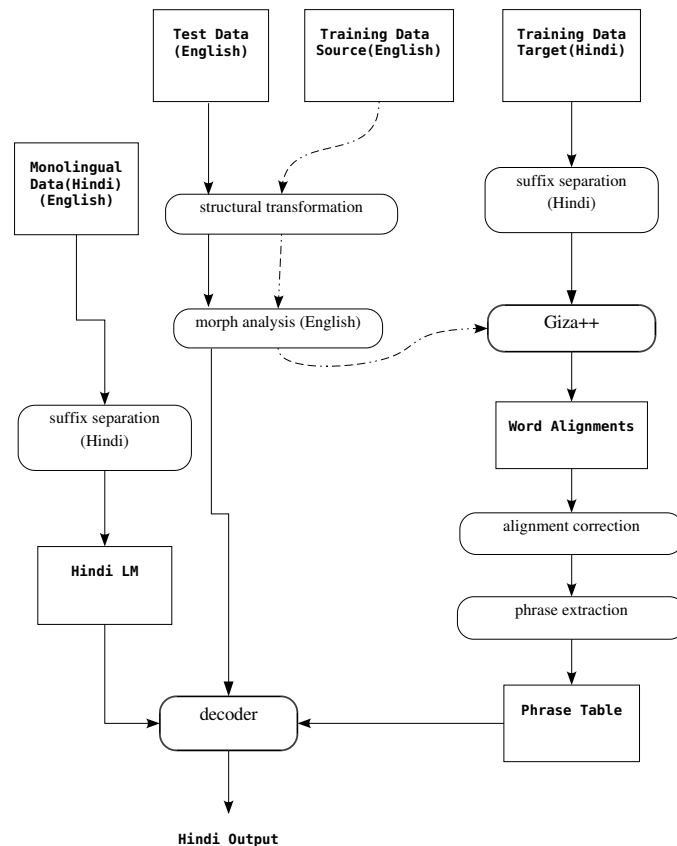 Test Data
(English)
Training Data
Source(English)
Training Data
Target(Hindi)
Monolingual
Data(Hindi)
(English)
suffix separation
(Hindi)
structural transformation
morph analysis (English)
Giza++
suffix separation
(Hindi)
Word Alignments
alignment correction
Hindi LM
phrase extraction
decoder
Phrase Table
Hindi Output